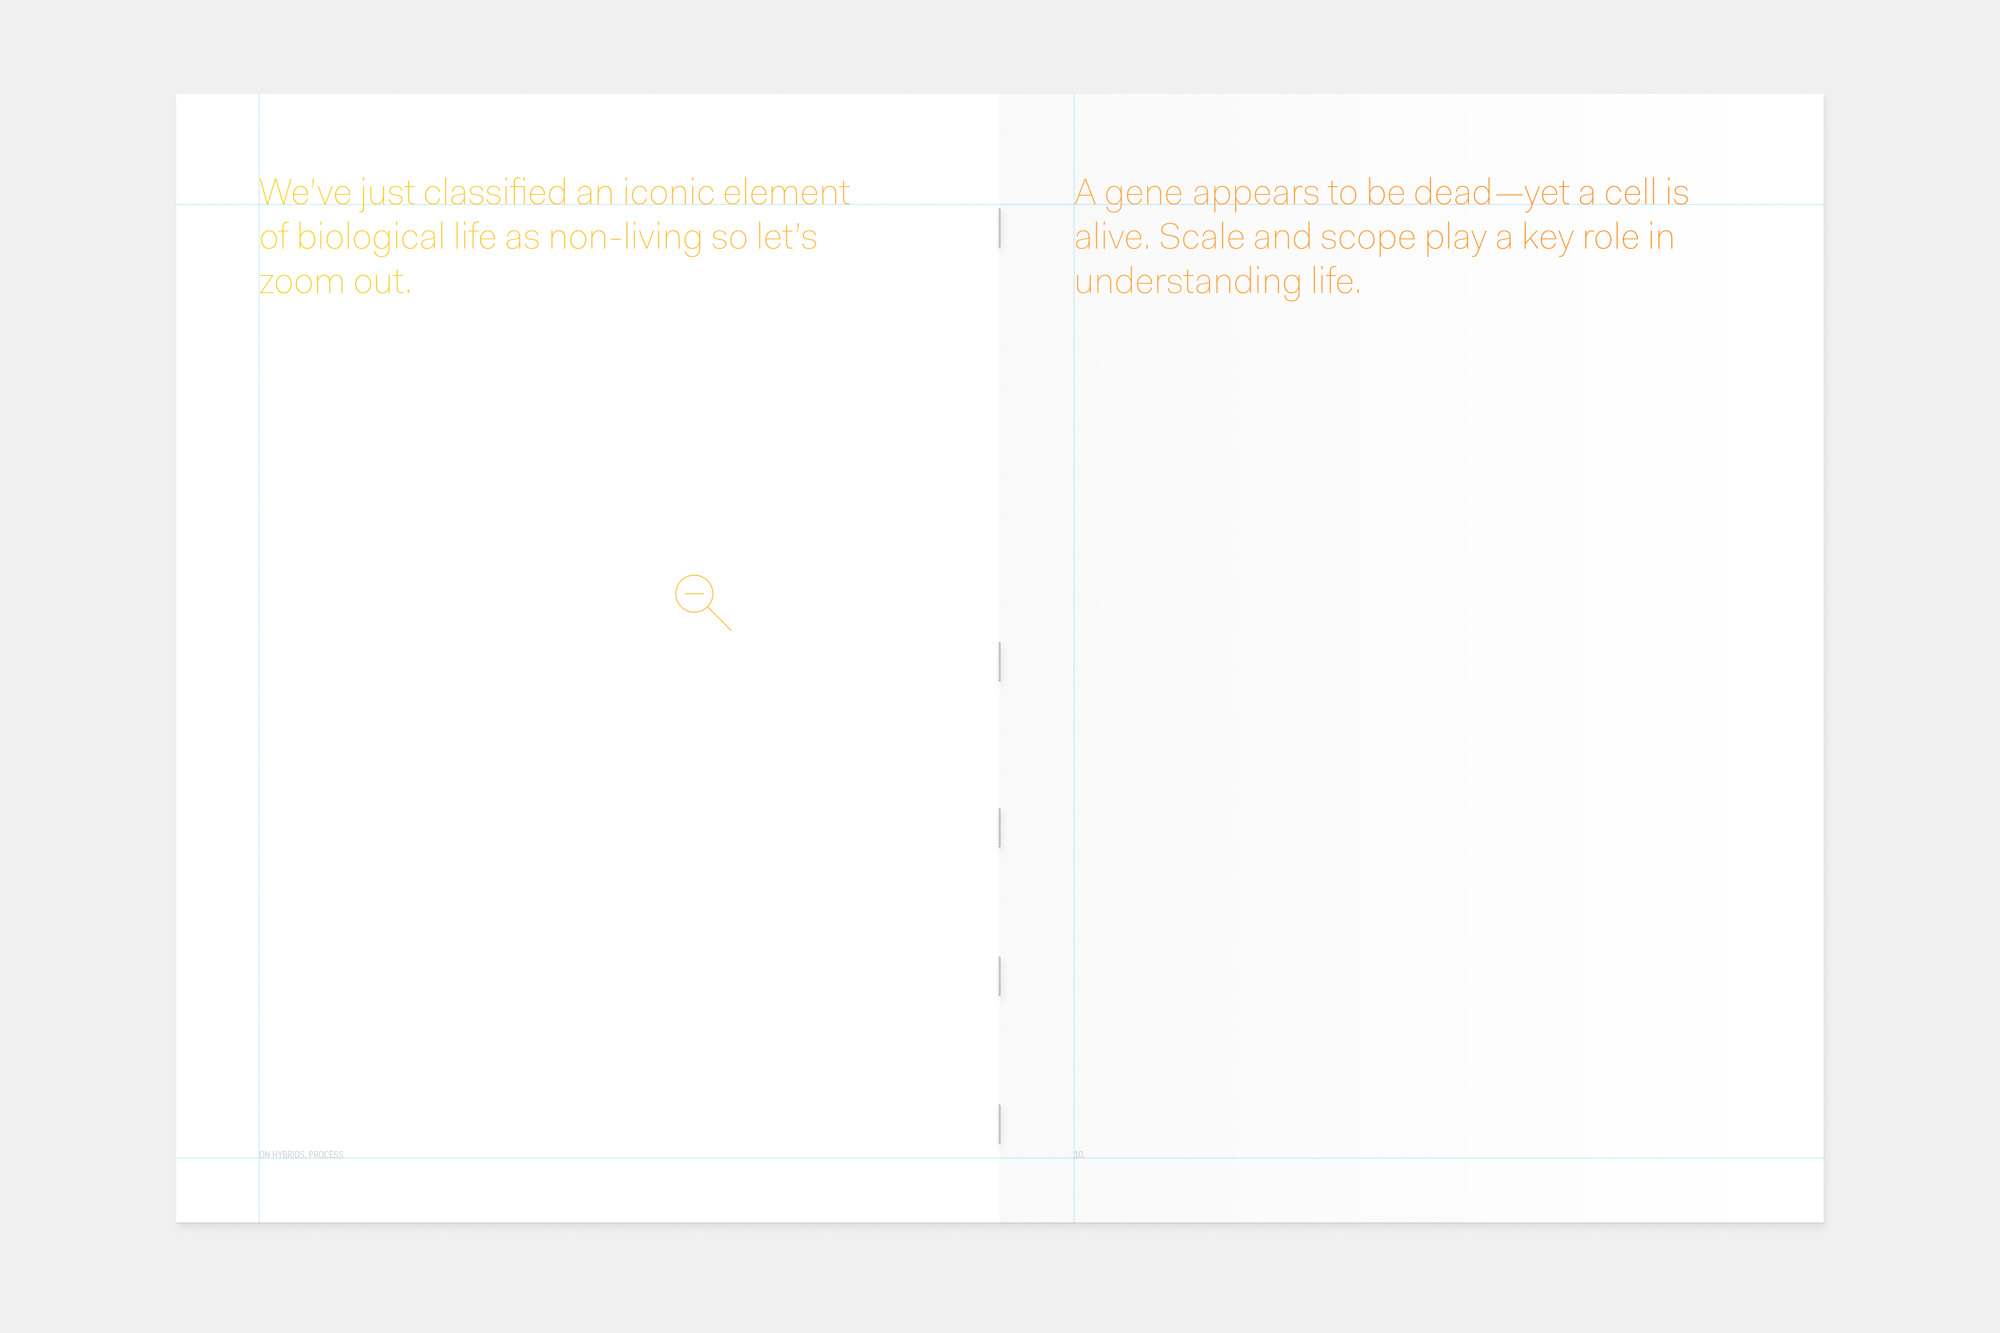 We've just classified an iconic element
of biological life as non-living so let's
zoom out.
ON HYBRIDS, PROCESS
A gene appears to be dead—yet a cell is
alive. Scale and scope play a key role in
understanding life.
10